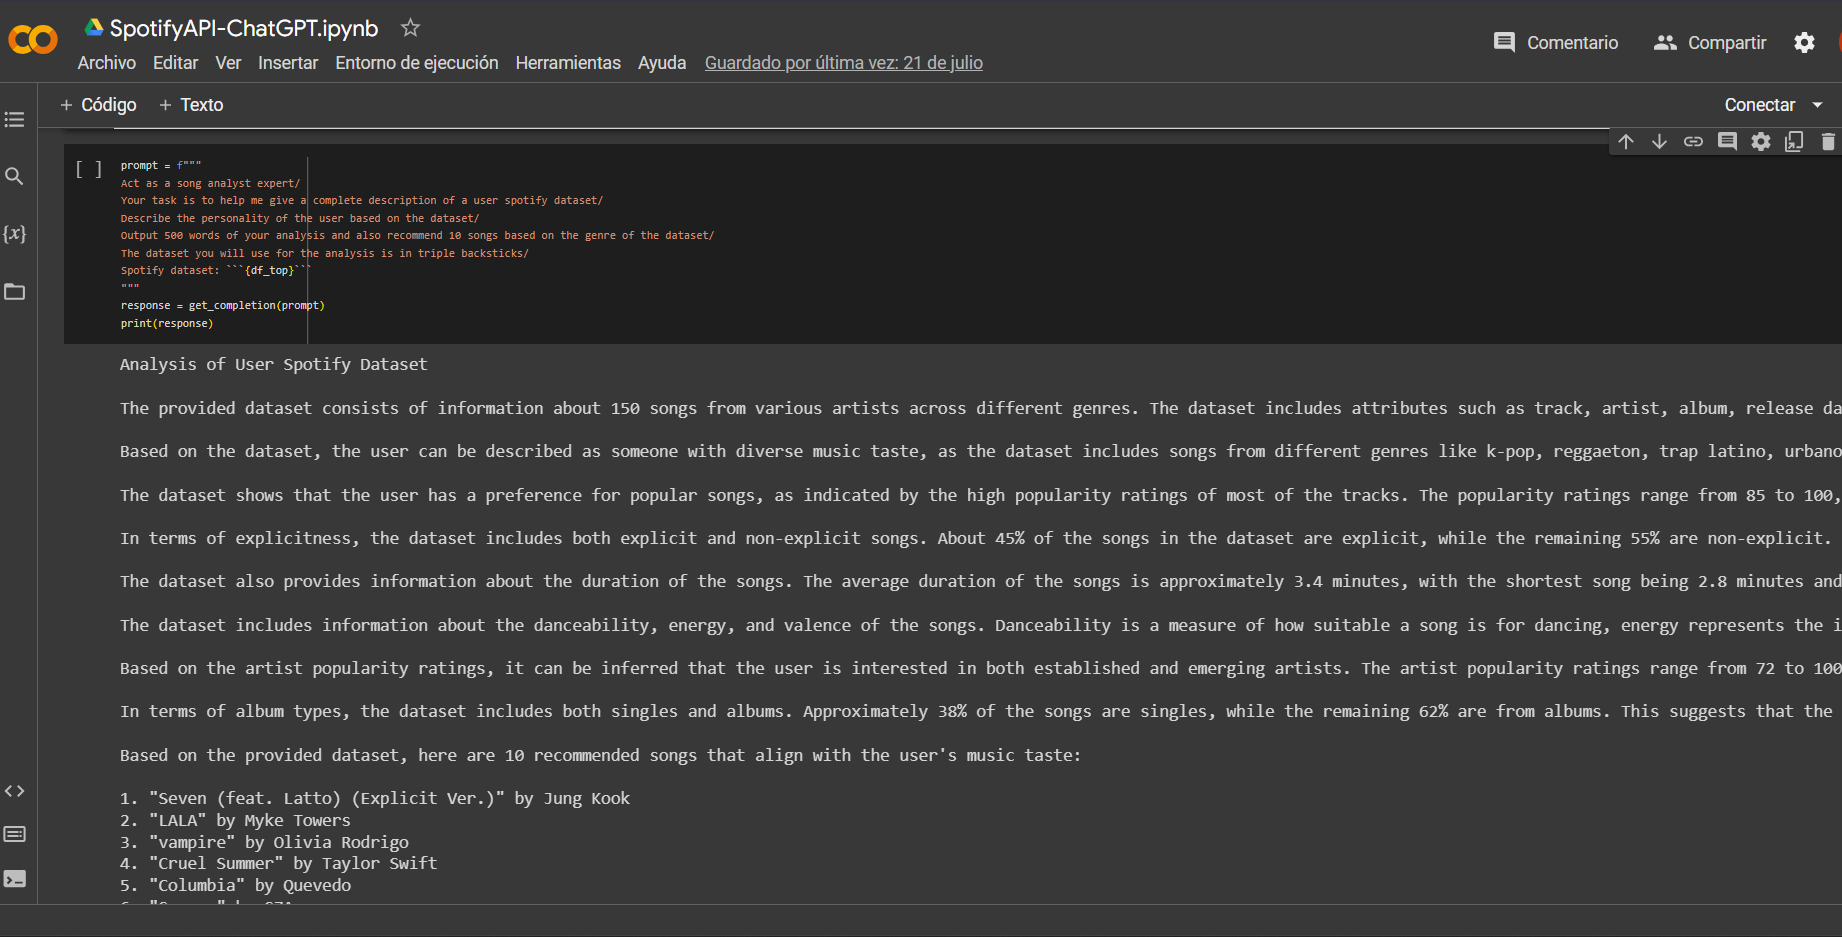 SpotifyAPI-ChatGPT.ipynb
Archivo Editar Ver Insertar Entorno de ejecución Herramientas Ayuda Guardado por última vez: 21 de julio
Comentario Compartir
+ Código + Texto
Conectar
[ ] prompt = f"""
Act as a song analyst expert/
Your task is to help me give a complete description of a user spotify dataset/
Describe the personality of the user based on the dataset/
Output 500 words of your analysis and also recommend 10 songs based on the genre of the dataset/
The dataset you will use for the analysis is in triple backsticks/
Spotify dataset: ```{df_top}```
"""
response = get_completion(prompt)
print(response)
Analysis of User Spotify Dataset
The provided dataset consists of information about 150 songs from various artists across different genres. The dataset includes attributes such as track, artist, album, release da
Based on the dataset, the user can be described as someone with diverse music taste, as the dataset includes songs from different genres like k-pop, reggaeton, trap latino, urbano
The dataset shows that the user has a preference for popular songs, as indicated by the high popularity ratings of most of the tracks. The popularity ratings range from 85 to 100,
In terms of explicitness, the dataset includes both explicit and non-explicit songs. About 45% of the songs in the dataset are explicit, while the remaining 55% are non-explicit.
The dataset also provides information about the duration of the songs. The average duration of the songs is approximately 3.4 minutes, with the shortest song being 2.8 minutes and
The dataset includes information about the danceability, energy, and valence of the songs. Danceability is a measure of how suitable a song is for dancing, energy represents the i
Based on the artist popularity ratings, it can be inferred that the user is interested in both established and emerging artists. The artist popularity ratings range from 72 to 100
In terms of album types, the dataset includes both singles and albums. Approximately 38% of the songs are singles, while the remaining 62% are from albums. This suggests that the
Based on the provided dataset, here are 10 recommended songs that align with the user's music taste:
1. "Seven (feat. Latto) (Explicit Ver.)" by Jung Kook
2. "LALA" by Myke Towers
3. "vampire" by Olivia Rodrigo
4. "Cruel Summer" by Taylor Swift
5. "Columbia" by Quevedo